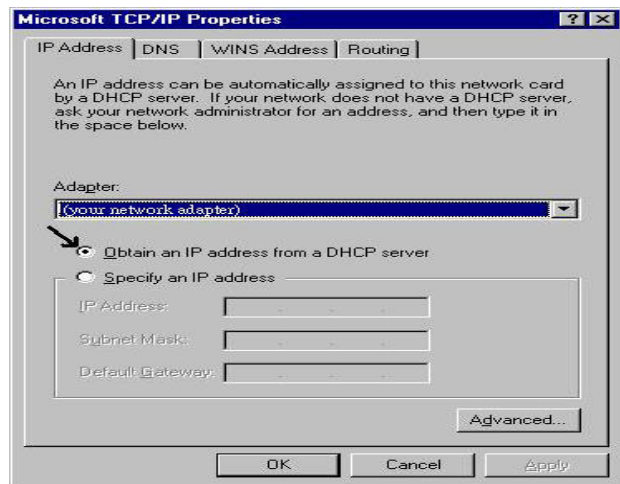 Microsoft TCP/IP Properties
IP Address DNS WINS Address Routing
An IP address can be automatically assigned to this network card
by a DHCP server. If your network does not have a DHCP server,
ask your network administrator for an address, and then type it in
the space below.
Adapter:
(your network adapter)
Obtain an IP address from a DHCP server
Specify an IP address
IP Address:
Subnet Mask:
Default Gateway:
Advanced...
OK Cancel Apply